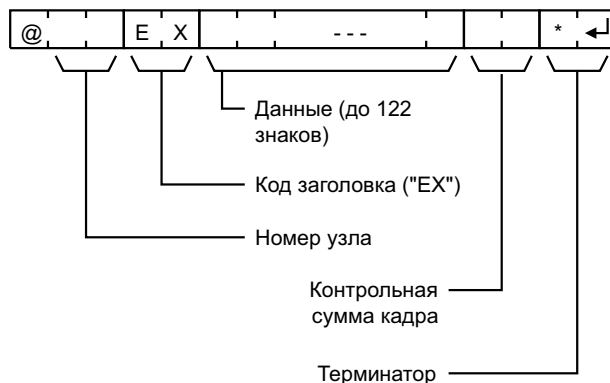 @ E X - - - * ↵
Данные (до 122
знаков)
Код заголовка ("EX")
Номер узла
Контрольная
сумма кадра
Терминатор